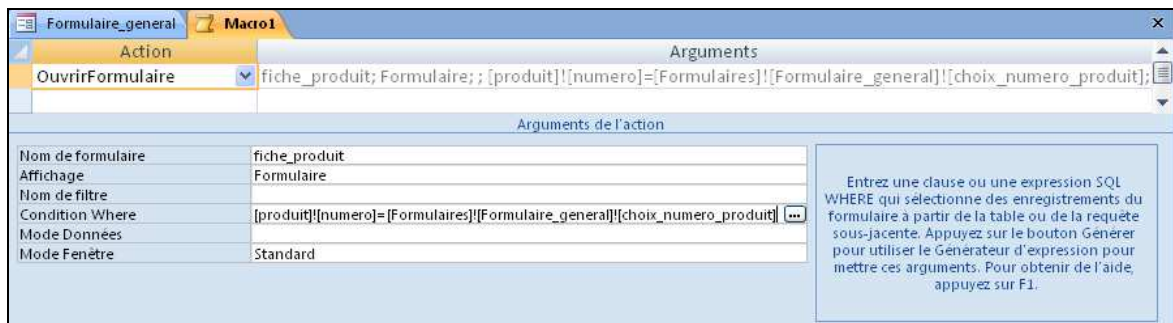 Formulaire_general Macro1
Action Arguments
OuvrirFormulaire fiche_produit; Formulaire; ; [produit]![numero]=[Formulaires]![Formulaire_general]![choix_numero_produit];
Arguments de l'action
Nom de formulaire fiche_produit
Affichage Formulaire
Nom de filtre
Condition Where [produit]![numero]=[Formulaires]![Formulaire_general]![choix_numero_produit] ...
Mode Données
Mode Fenêtre Standard
Entrez une clause ou une expression SQL
WHERE qui sélectionne des enregistrements du
formulaire à partir de la table ou de la requête
sous-jacente. Appuyez sur le bouton Générer
pour utiliser le Générateur d'expression pour
mettre ces arguments. Pour obtenir de l'aide,
appuyez sur F1.